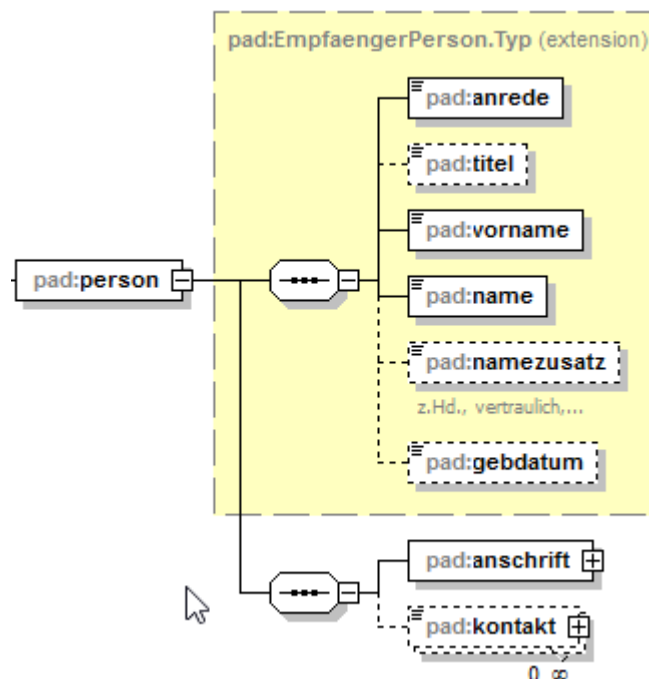 pad:EmpfaengerPerson.Typ (extension)
pad:anrede
pad:titel
pad:vorname
pad:person
pad:name
pad:namezusatz
z.Hd., vertraulich,...
pad:gebdatum
pad:anschrift
pad:kontakt
0..∞